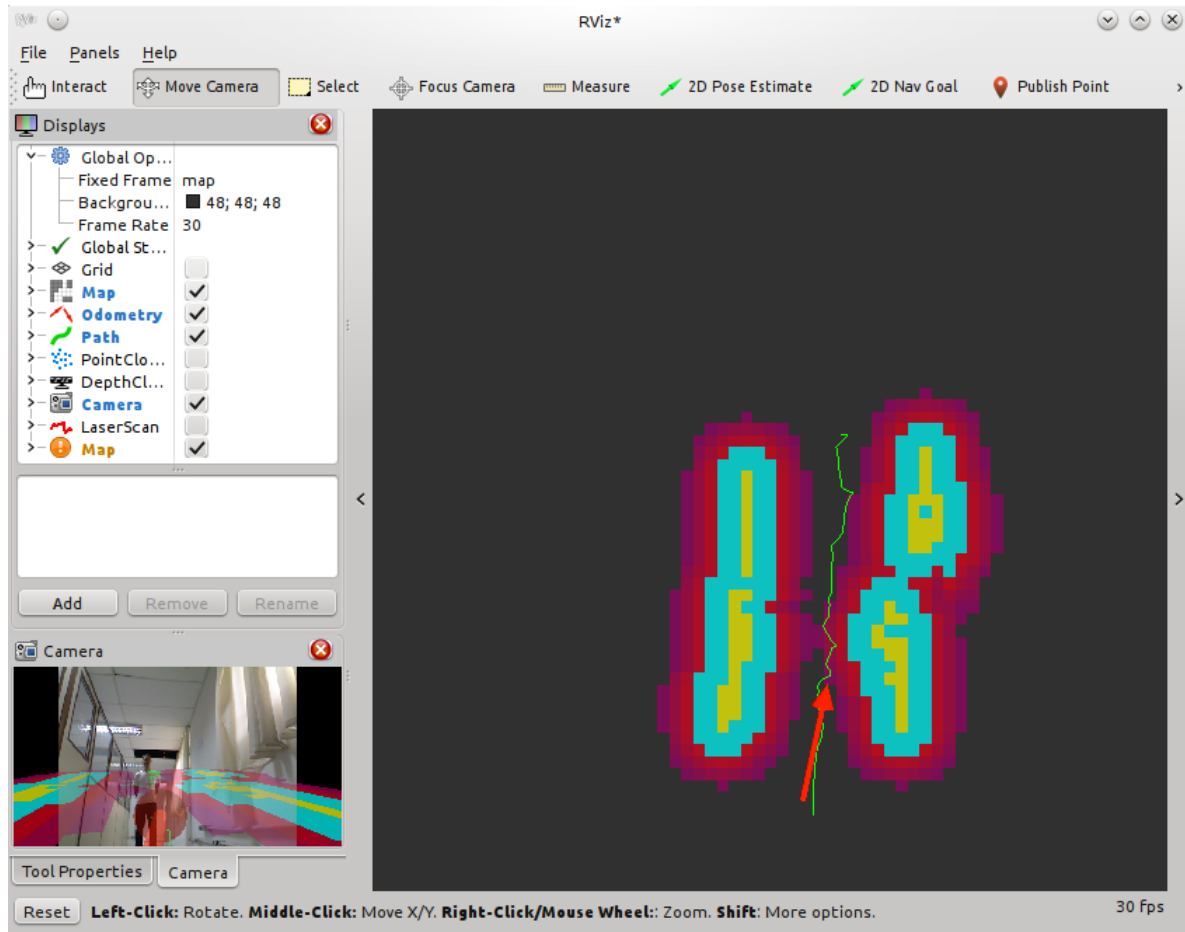 RViz*
File Panels Help
Interact Move Camera Select Focus Camera Measure 2D Pose Estimate 2D Nav Goal Publish Point
Displays
Global Op...
Fixed Frame map
Backgrou... 48; 48; 48
Frame Rate 30
Global St...
Grid
Map
Odometry
Path
PointClo...
DepthCl...
Camera
LaserScan
Map
Add Remove Rename
Camera
Tool Properties Camera
Reset Left-Click: Rotate. Middle-Click: Move X/Y. Right-Click/Mouse Wheel:: Zoom. Shift: More options. 30 fps